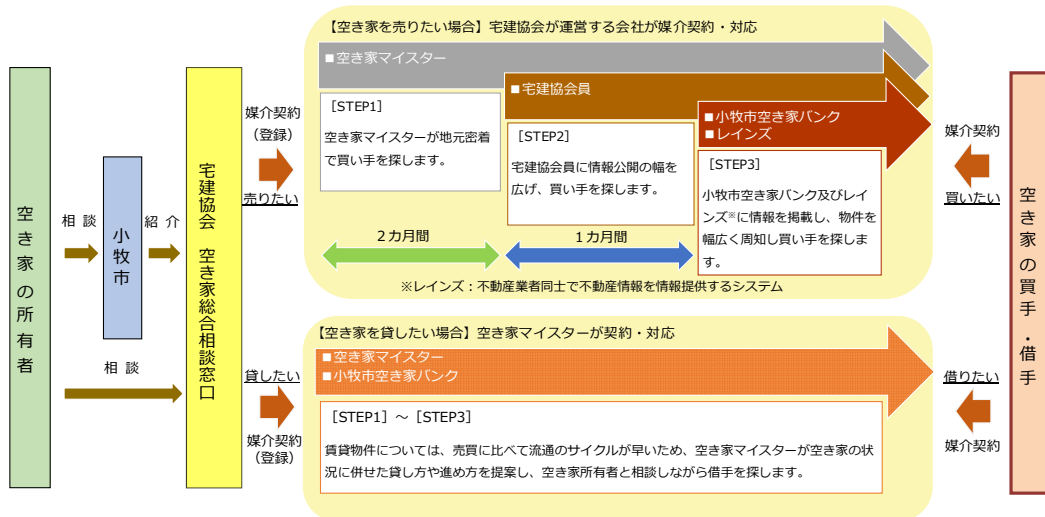 空き家の所有者
相談
小牧市
紹介
相談
宅建協会 空き家総合相談窓口
媒介契約
(登録)
売りたい
【空き家を売りたい場合】宅建協会が運営する会社が媒介契約・対応
■空き家マイスター
［STEP1］
空き家マイスターが地元密着
で買い手を探します。
■宅建協会員
［STEP2］
宅建協会員に情報公開の幅を
広げ、買い手を探します。
■小牧市空き家バンク
■レインズ
［STEP3］
小牧市空き家バンク及びレイ
ンズ※に情報を掲載し、物件を
幅広く周知し買い手を探しま
す。
２カ月間
１カ月間
※レインズ：不動産業者同士で不動産情報を情報提供するシステム
媒介契約
買いたい
貸したい
媒介契約
(登録)
【空き家を貸したい場合】空き家マイスターが契約・対応
■空き家マイスター
■小牧市空き家バンク
［STEP1］～［STEP3］
賃貸物件については、売買に比べて流通のサイクルが早いため、空き家マイスターが空き家の状
況に併せた貸し方や進め方を提案し、空き家所有者と相談しながら借手を探します。
借りたい
媒介契約
空き家の買手・借手